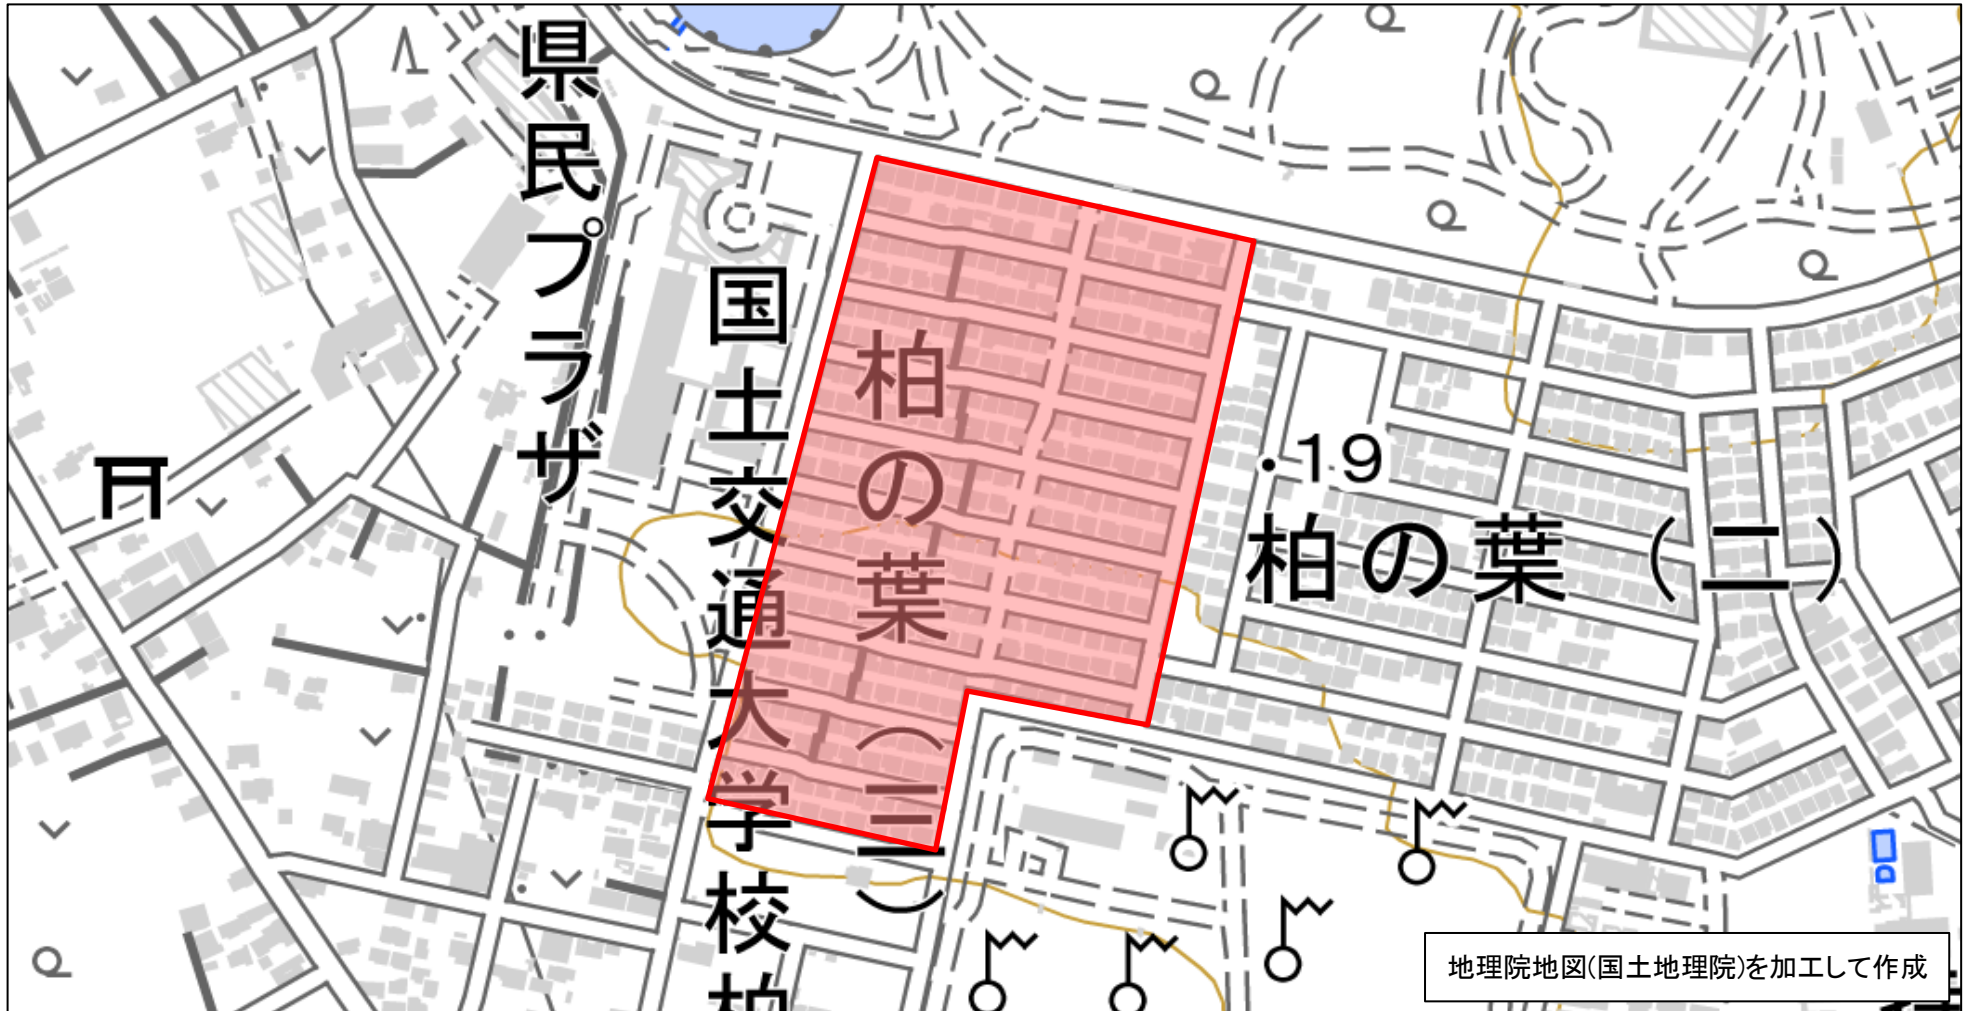 県民プラザ
国土交通大学校柏
柏の葉（三）
.19
柏の葉（二）
地理院地図(国土地理院)を加工して作成